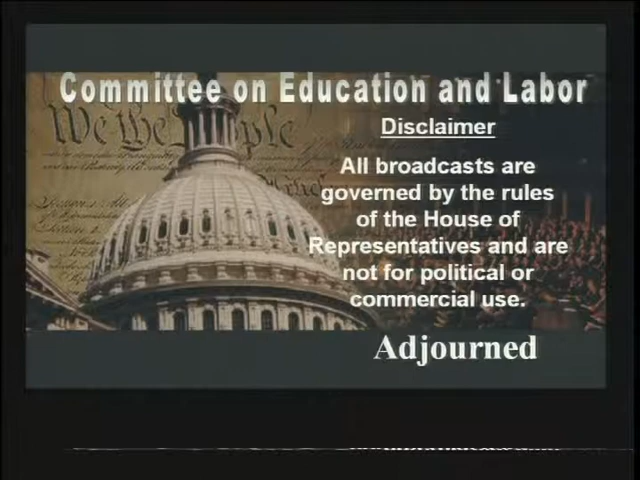 Committee on Education and Labor
We the People
Article
Disclaimer
All broadcasts are
governed by the rules
of the House of
Representatives and are
not for political or
commercial use.
Adjourned